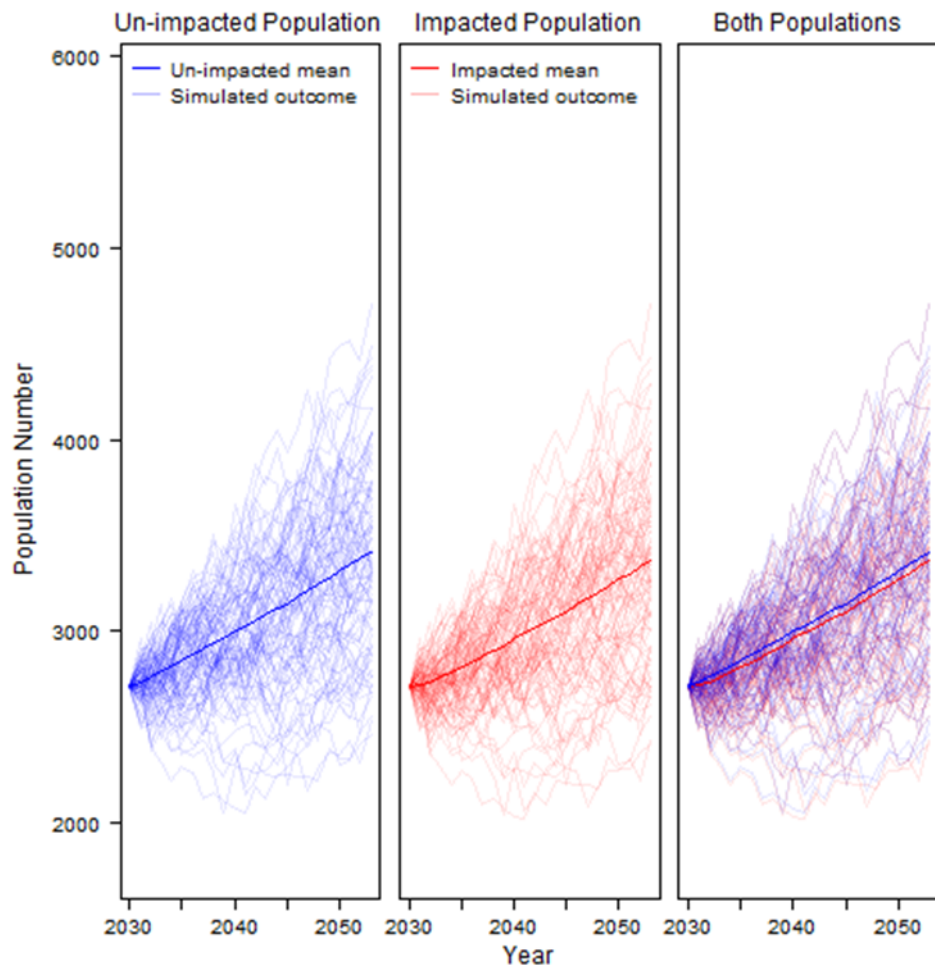 Un-impacted Population
Impacted Population
Both Populations
Un-impacted mean
Simulated outcome
Impacted mean
Simulated outcome
6000
5000
4000
3000
2000
Population Number
2030
2040
2050
2030
2040
2050
2030
2040
2050
Year